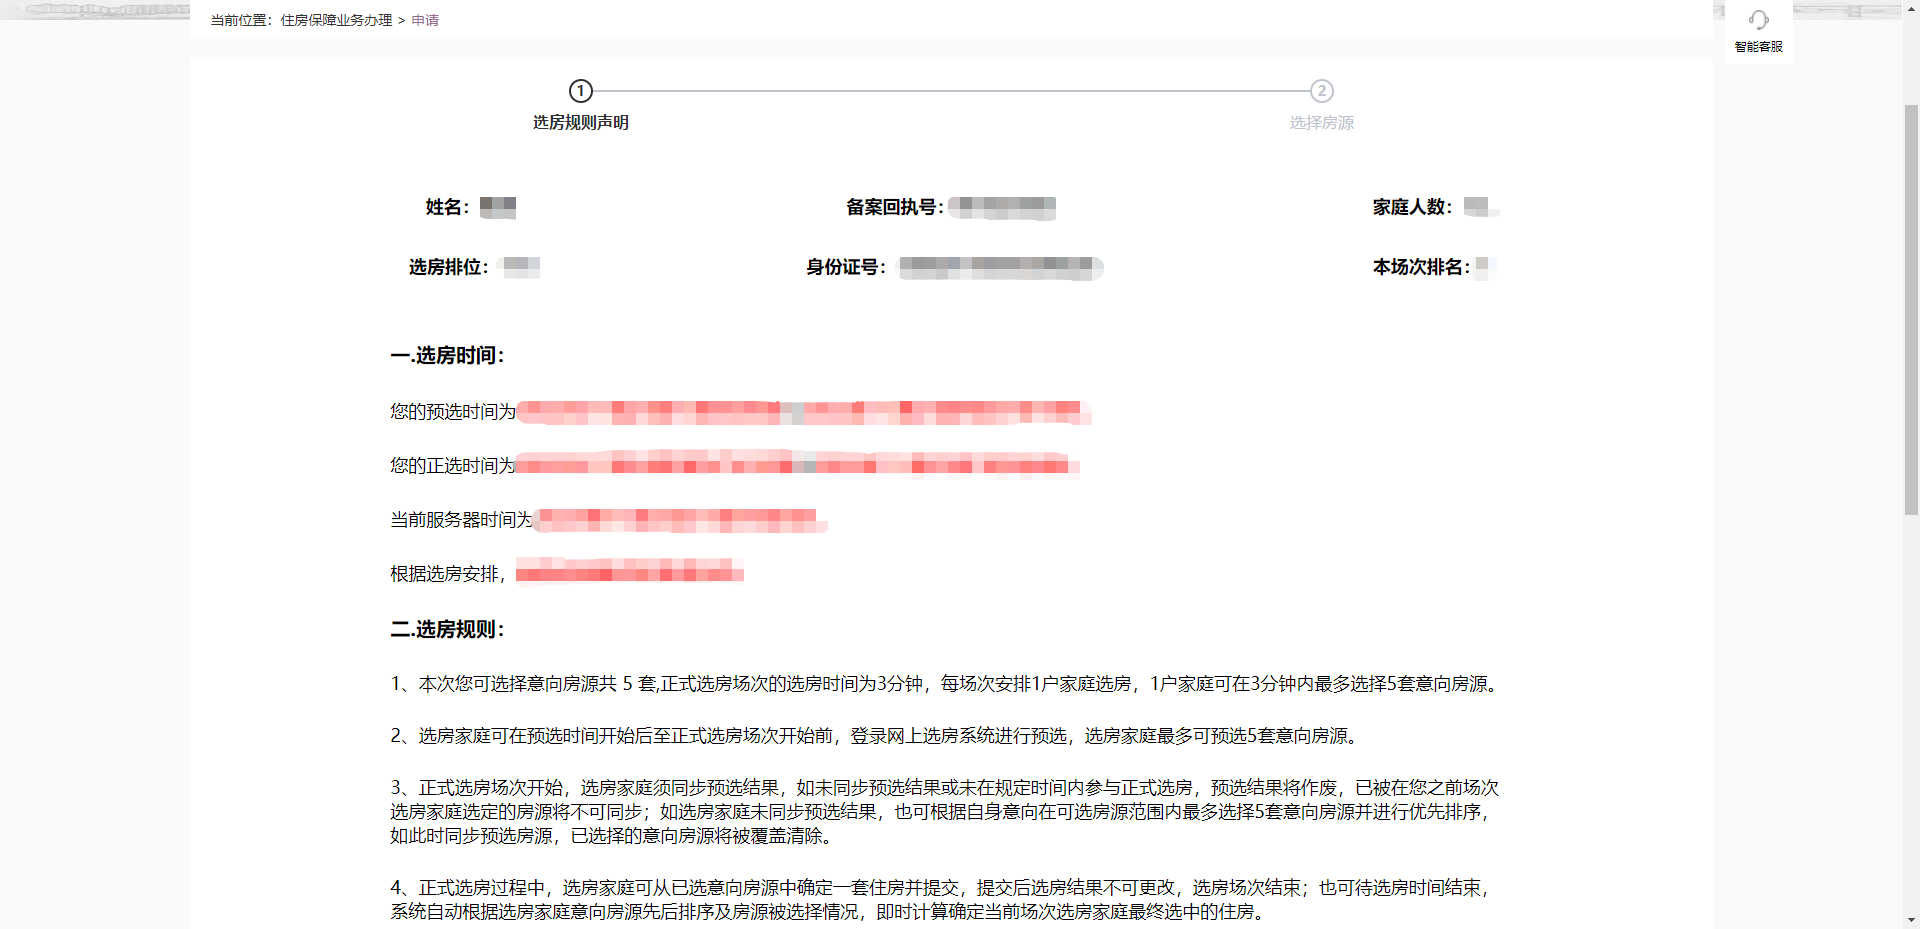 当前位置：住房保障业务办理 > 申请
智能客服
1
2
选房规则声明
选择房源
姓名：
备案回执号：
家庭人数：
选房排位：
身份证号：
本场次排名：
一.选房时间：
您的预选时间为
您的正选时间为
当前服务器时间为
根据选房安排，
二.选房规则：
1、本次您可选择意向房源共 5 套,正式选房场次的选房时间为3分钟，每场次安排1户家庭选房，1户家庭可在3分钟内最多选择5套意向房源。
2、选房家庭可在预选时间开始后至正式选房场次开始前，登录网上选房系统进行预选，选房家庭最多可预选5套意向房源。
3、正式选房场次开始，选房家庭须同步预选结果，如未同步预选结果或未在规定时间内参与正式选房，预选结果将作废，已被在您之前场次
选房家庭选定的房源将不可同步；如选房家庭未同步预选结果，也可根据自身意向在可选房源范围内最多选择5套意向房源并进行优先排序，
如此时同步预选房源，已选择的意向房源将被覆盖清除。
4、正式选房过程中，选房家庭可从已选意向房源中确定一套住房并提交，提交后选房结果不可更改，选房场次结束；也可待选房时间结束，
系统自动根据选房家庭意向房源先后排序及房源被选择情况，即时计算确定当前场次选房家庭最终选中的住房。